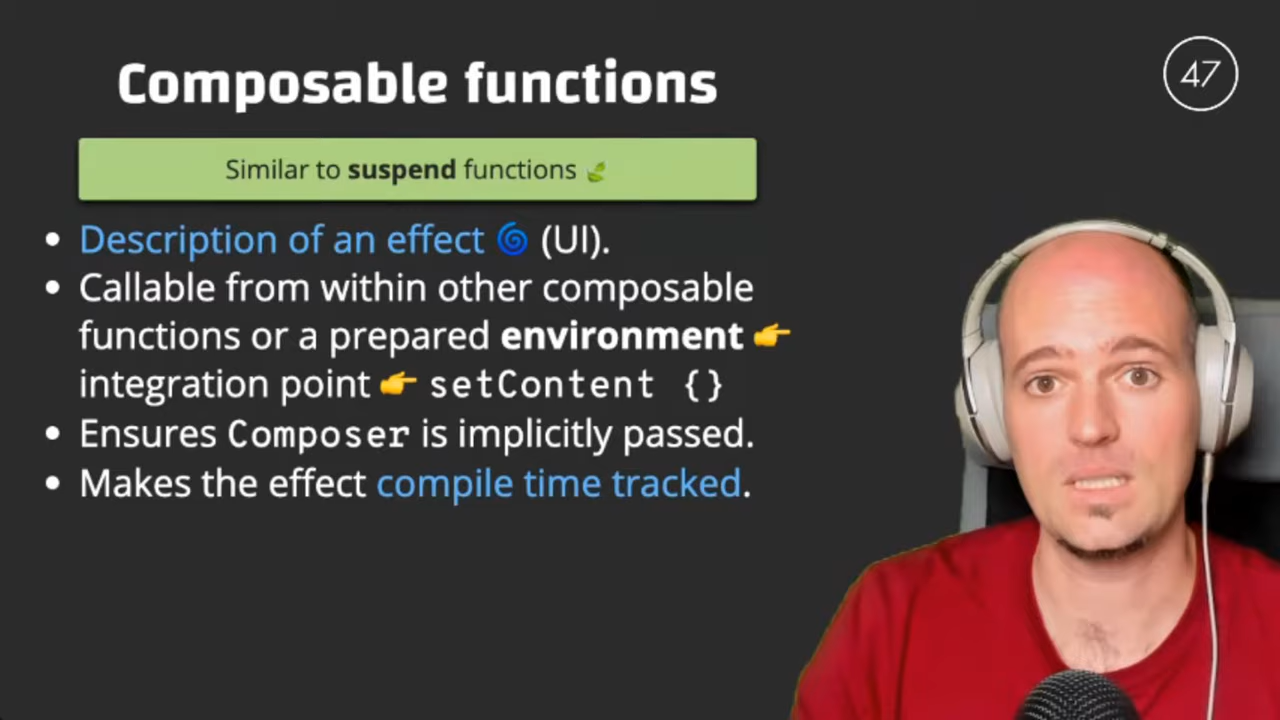 Composable functions
47
Similar to suspend functions 🍃
• Description of an effect 🌀 (UI).
• Callable from within other composable
functions or a prepared environment 👉
integration point 👉 setContent {}
• Ensures Composer is implicitly passed.
• Makes the effect compile time tracked.